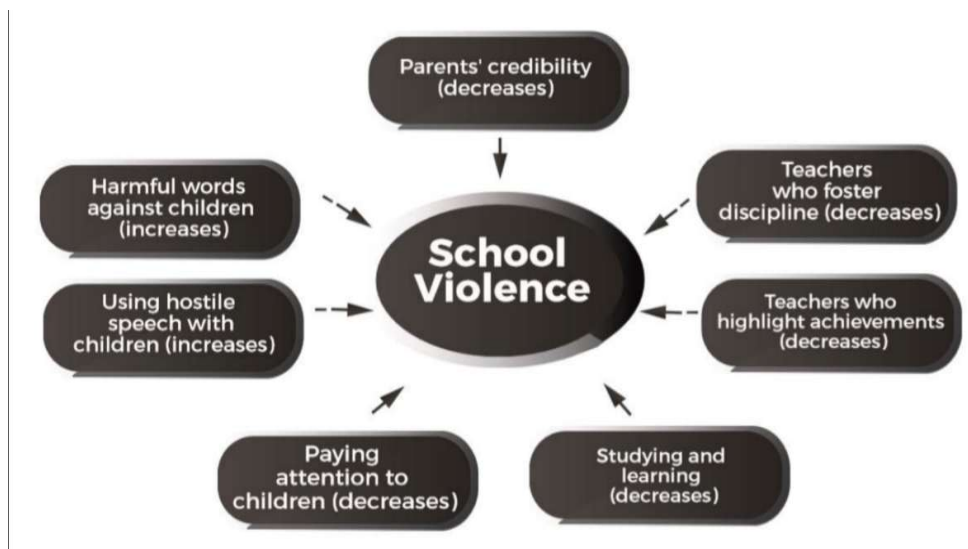 Parents' credibility
(decreases)
Harmful words
against children
(increases)
Teachers
who foster
discipline (decreases)
School
Violence
Using hostile
speech with
children (increases)
Teachers who
highlight achievements
(decreases)
Paying
attention to
children (decreases)
Studying and
learning
(decreases)